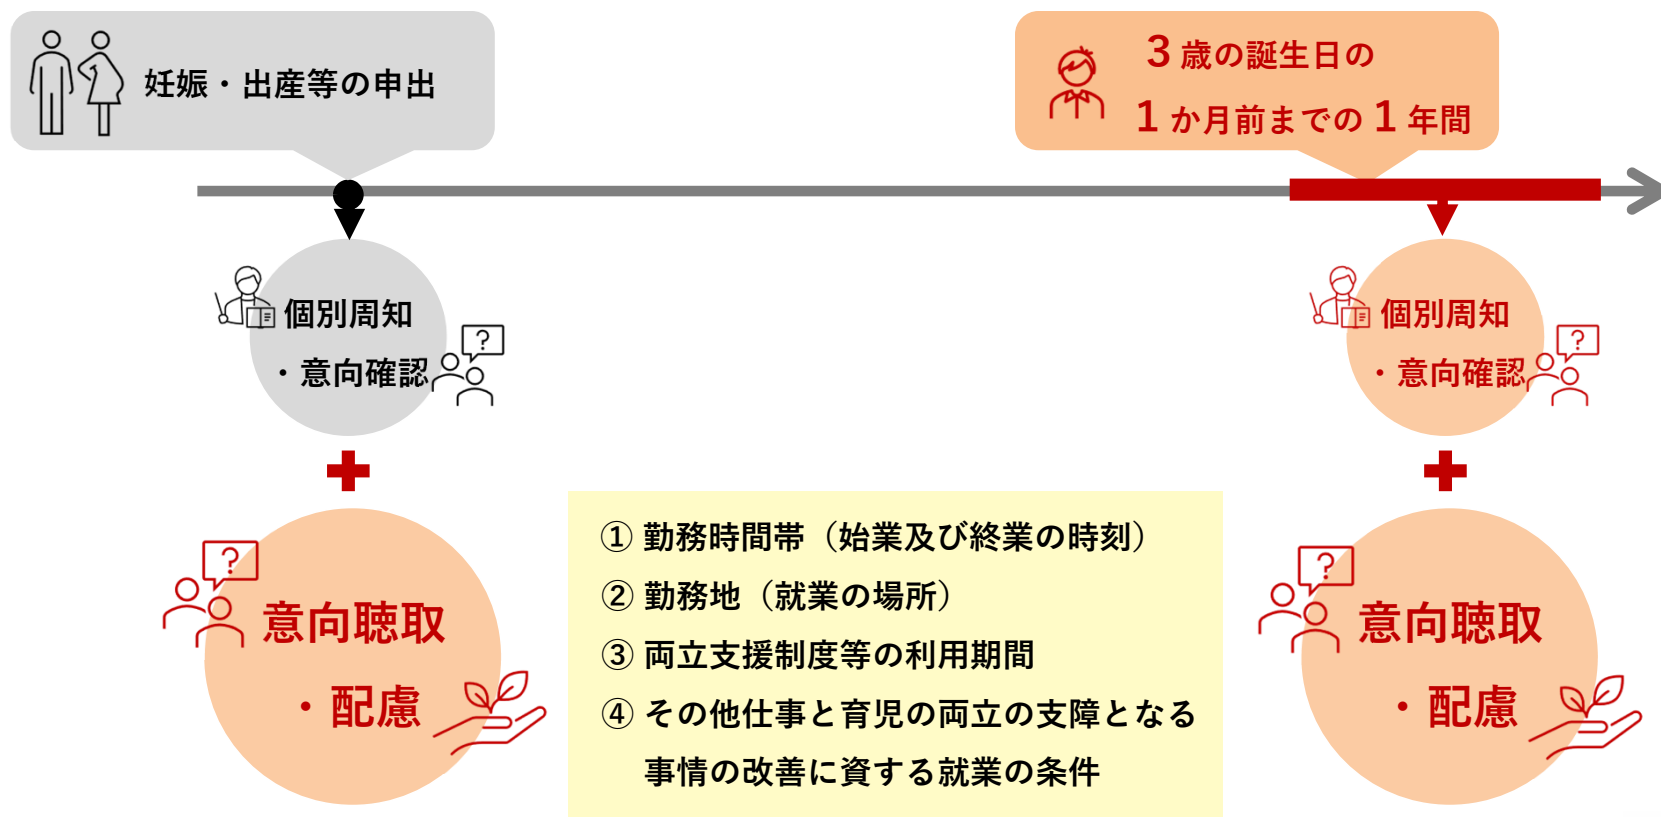 妊娠・出産等の申出
3歳の誕生日の
1か月前までの1年間
個別周知
・意向確認
?
個別周知
・意向確認
?
?
意向聴取
・配慮
① 勤務時間帯（始業及び終業の時刻）
② 勤務地（就業の場所）
③ 両立支援制度等の利用期間
④ その他仕事と育児の両立の支障となる
事情の改善に資する就業の条件
?
意向聴取
・配慮